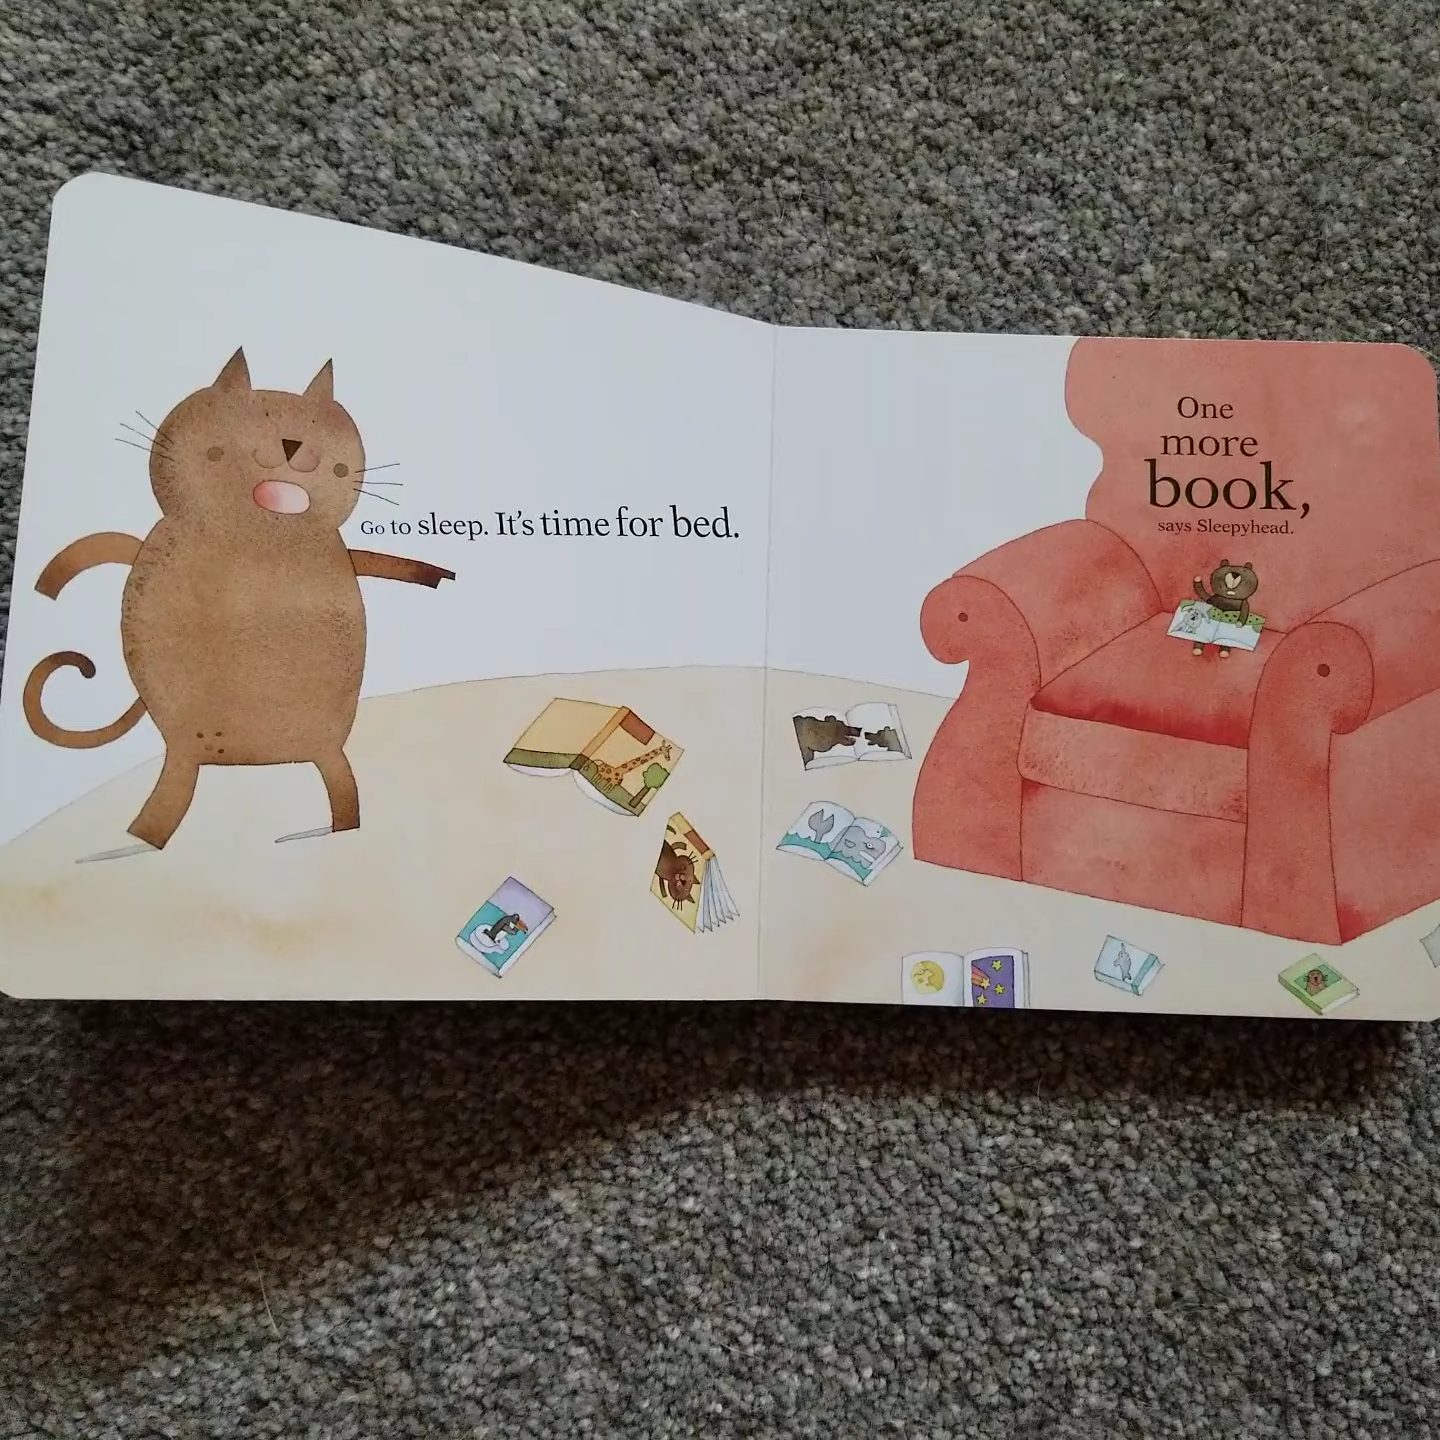 Go to sleep. It's time for bed.
One
more
book,
says Sleepyhead.